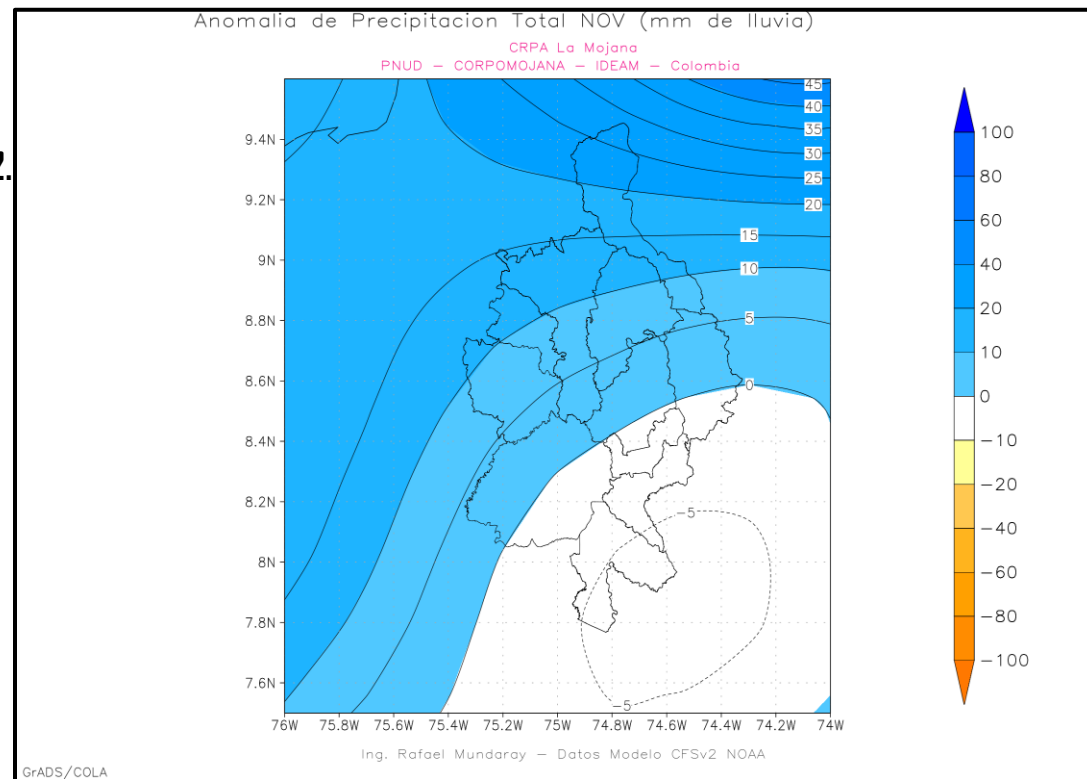 Anomalia de Precipitacion Total NOV (mm de lluvia)
CRPA La Mojana
PNUD – CORPOMOJANA – IDEAM – Colombia
45
40
35
30
25
20
15
10
5
0
−5
−5
9.4N
9.2N
9N
8.8N
8.6N
8.4N
8.2N
8N
7.8N
7.6N
76W 75.8W 75.6W 75.4W 75.2W 75W 74.8W 74.6W 74.4W 74.2W 74W
100
80
60
40
20
10
0
−10
−20
−40
−60
−80
−100
Ing. Rafael Mundaray – Datos Modelo CFSv2 NOAA
GrADS/COLA